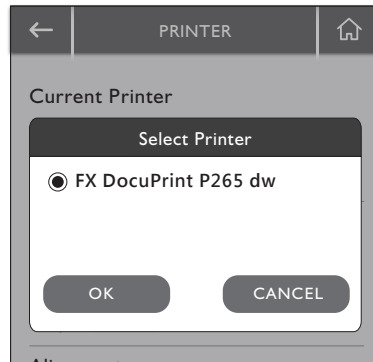 PRINTER
Current Printer
Select Printer
FX DocuPrint P265 dw
OK CANCEL